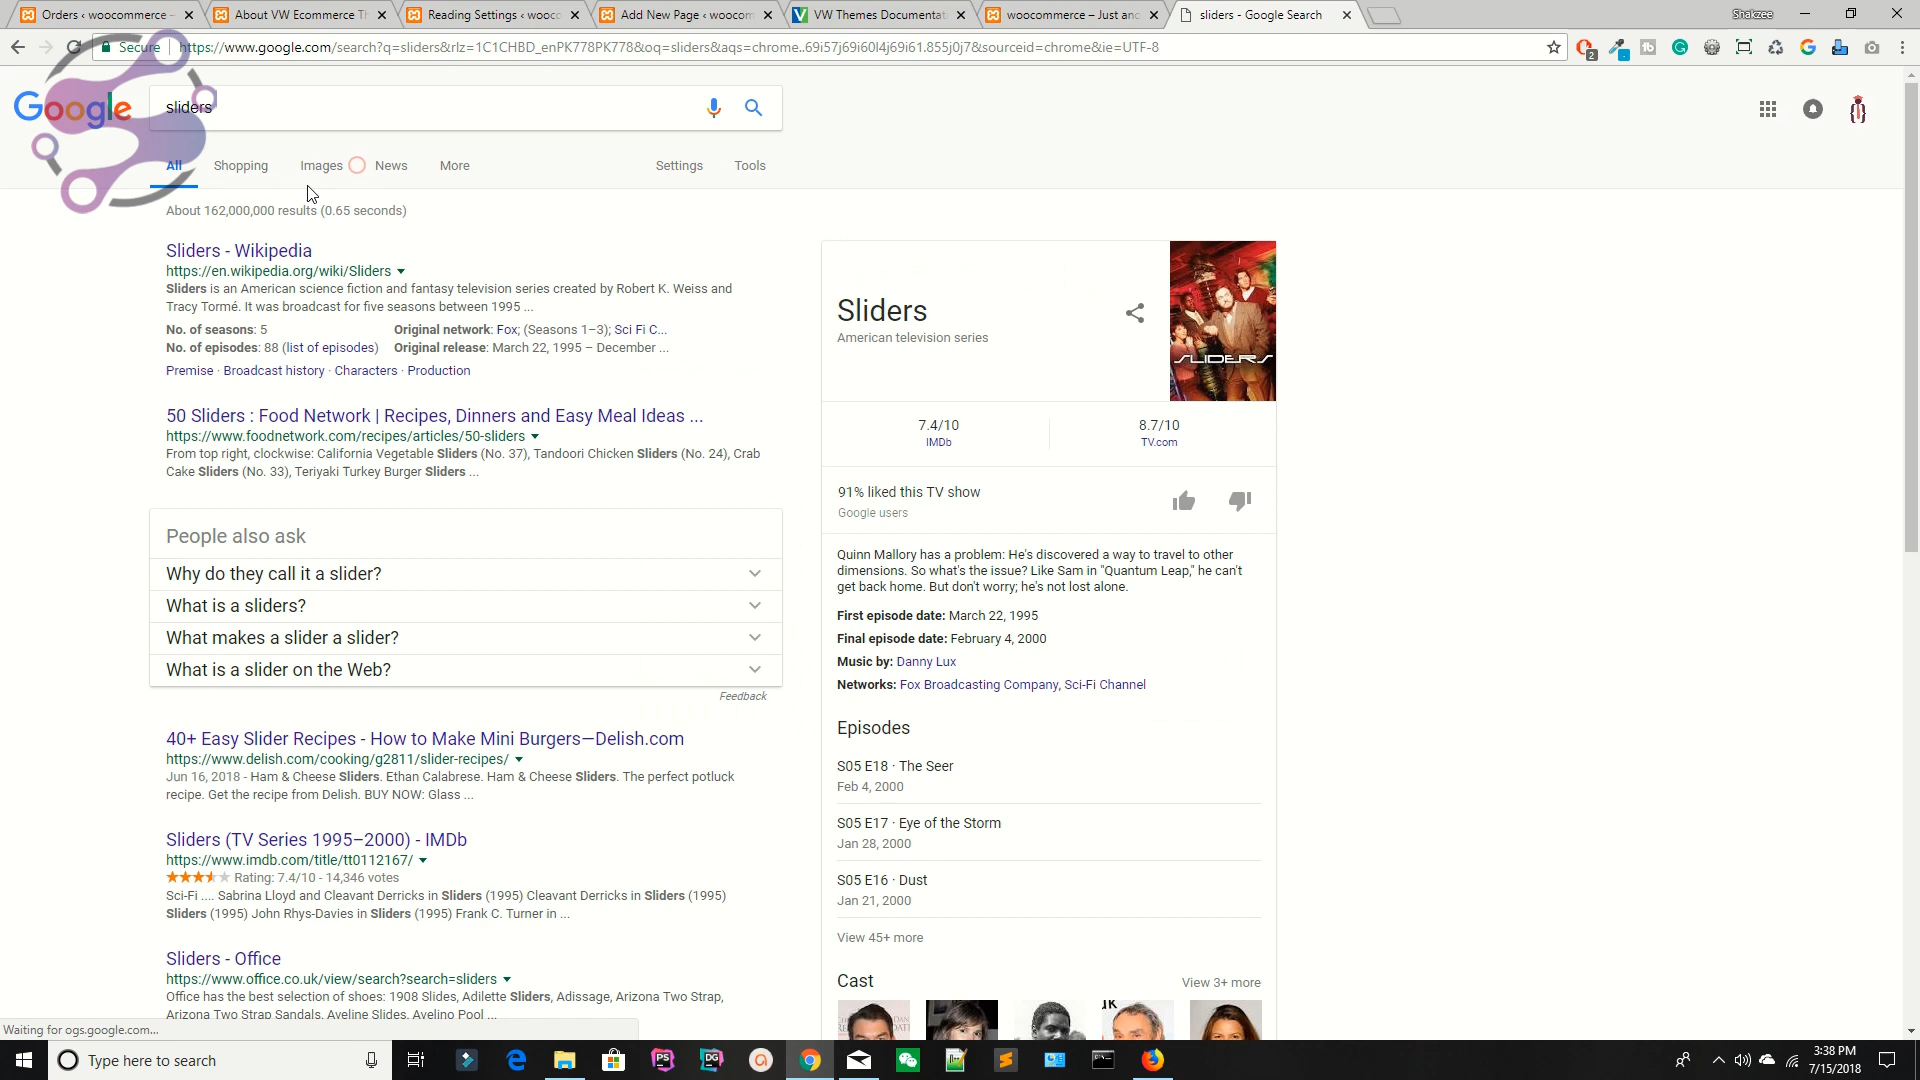 Orders ‹ woocommerce –
About VW Ecommerce Th
Reading Settings ‹ wooco
Add New Page ‹ woocom
VW Themes Documentat
woocommerce – Just ano
sliders - Google Search
Shakzee
Secure
https://www.google.com/search?q=sliders&rlz=1C1CHBD_enPK778PK778&oq=sliders&aqs=chrome..69i57j69i60l4j69i61.855j0j7&sourceid=chrome&ie=UTF-8
2
Google
sliders
All Shopping Images News More Settings Tools
About 162,000,000 results (0.65 seconds)
Sliders - Wikipedia
https://en.wikipedia.org/wiki/Sliders
Sliders is an American science fiction and fantasy television series created by Robert K. Weiss and
Tracy Tormé. It was broadcast for five seasons between 1995 ...
No. of seasons: 5 Original network: Fox; (Seasons 1–3); Sci Fi C...
No. of episodes: 88 (list of episodes) Original release: March 22, 1995 – December ...
Premise · Broadcast history · Characters · Production
50 Sliders : Food Network | Recipes, Dinners and Easy Meal Ideas ...
https://www.foodnetwork.com/recipes/articles/50-sliders
From top right, clockwise: California Vegetable Sliders (No. 37), Tandoori Chicken Sliders (No. 24), Crab
Cake Sliders (No. 33), Teriyaki Turkey Burger Sliders ...
People also ask
Why do they call it a slider?
What is a sliders?
What makes a slider a slider?
What is a slider on the Web?
Feedback
40+ Easy Slider Recipes - How to Make Mini Burgers—Delish.com
https://www.delish.com/cooking/g2811/slider-recipes/
Jun 16, 2018 - Ham & Cheese Sliders. Ethan Calabrese. Ham & Cheese Sliders. The perfect potluck
recipe. Get the recipe from Delish. BUY NOW: Glass ...
Sliders (TV Series 1995–2000) - IMDb
https://www.imdb.com/title/tt0112167/
Rating: 7.4/10 - 14,346 votes
Sci-Fi .... Sabrina Lloyd and Cleavant Derricks in Sliders (1995) Cleavant Derricks in Sliders (1995)
Sliders (1995) John Rhys-Davies in Sliders (1995) Frank C. Turner in ...
Sliders - Office
https://www.office.co.uk/view/search?search=sliders
Office has the best selection of shoes: 1908 Slides, Adilette Sliders, Adissage, Arizona Two Strap,
Arizona Two Strap Sandals, Aveline Slides, Avelino Pool ...
Sliders
American television series
SLIDERS
7.4/10
IMDb
8.7/10
TV.com
91% liked this TV show
Google users
Quinn Mallory has a problem: He's discovered a way to travel to other
dimensions. So what's the issue? Like Sam in "Quantum Leap," he can't
get back home. But don't worry; he's not lost alone.
First episode date: March 22, 1995
Final episode date: February 4, 2000
Music by: Danny Lux
Networks: Fox Broadcasting Company, Sci-Fi Channel
Episodes
S05 E18 · The Seer
Feb 4, 2000
S05 E17 · Eye of the Storm
Jan 28, 2000
S05 E16 · Dust
Jan 21, 2000
View 45+ more
Cast
View 3+ more
Waiting for ogs.google.com...
Type here to search
PS
DG
3:38 PM
7/15/2018